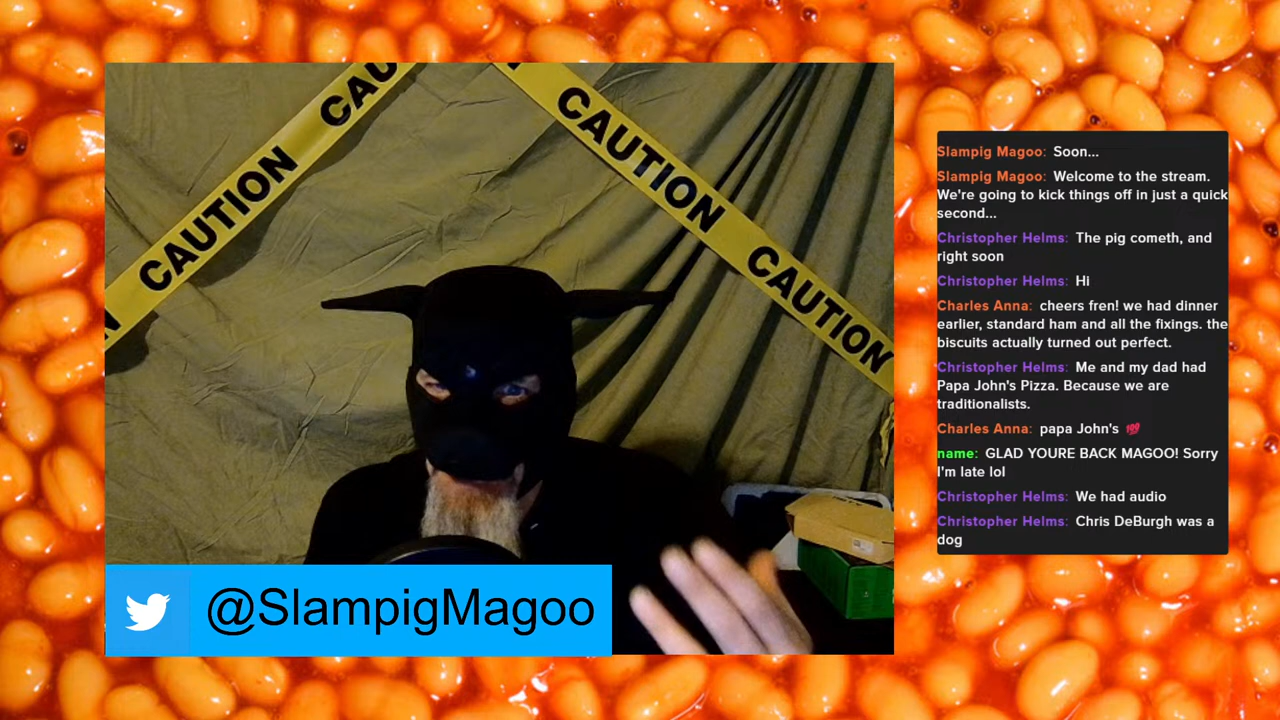 CAU
CAUTION
N
CAUTION
CAUTION
@SlampigMagoo
Slampig Magoo: Soon...
Slampig Magoo: Welcome to the stream.
We're going to kick things off in just a quick
second...
Christopher Helms: The pig cometh, and
right soon
Christopher Helms: Hi
Charles Anna: cheers fren! we had dinner
earlier, standard ham and all the fixings. the
biscuits actually turned out perfect.
Christopher Helms: Me and my dad had
Papa John's Pizza. Because we are
traditionalists.
Charles Anna: papa John's 💯
name: GLAD YOURE BACK MAGOO! Sorry
I'm late lol
Christopher Helms: We had audio
Christopher Helms: Chris DeBurgh was a
dog